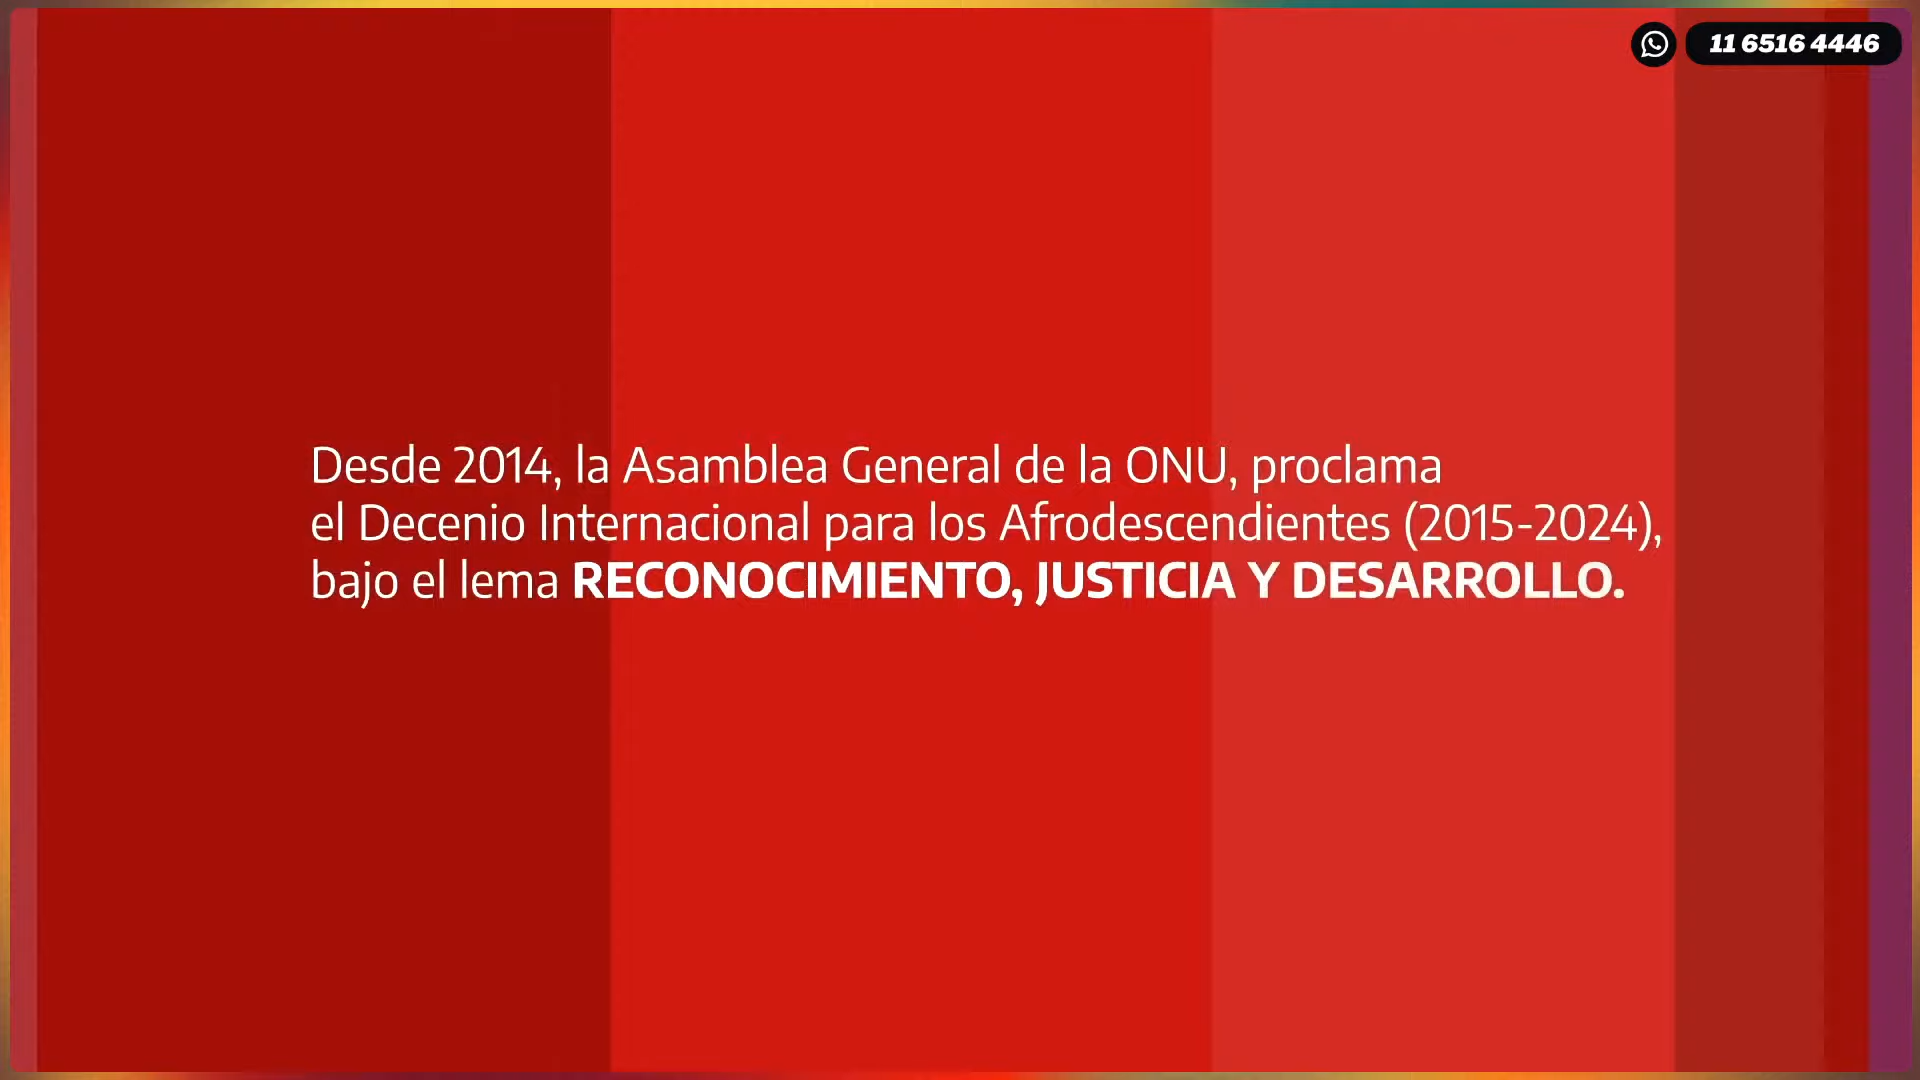 11 6516 4446
Desde 2014, la Asamblea General de la ONU, proclama
el Decenio Internacional para los Afrodescendientes (2015-2024),
bajo el lema RECONOCIMIENTO, JUSTICIA Y DESARROLLO.